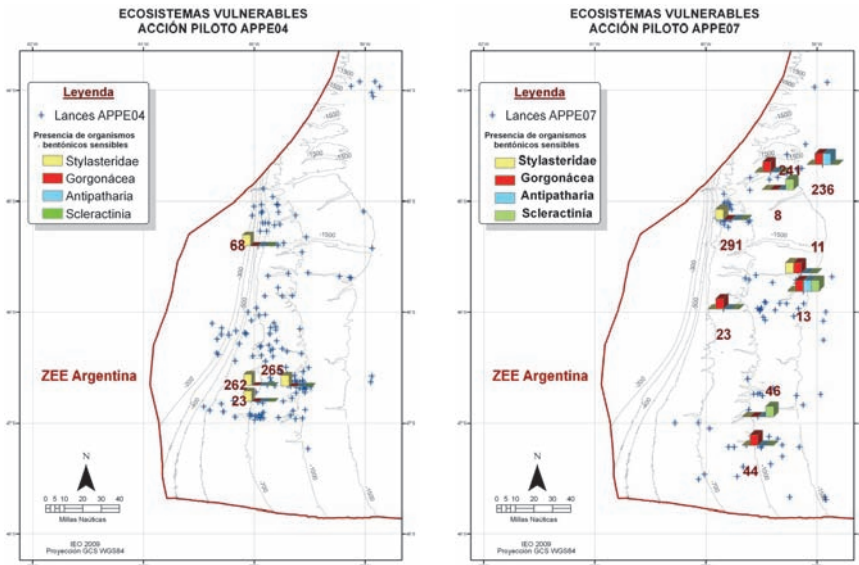 ECOSISTEMAS VULNERABLES
ACCIÓN PILOTO APPE04
Leyenda
Lances APPE04
Presencia de organismos
bentónicos sensibles
Stylasteridae
Gorgonácea
Antipatharia
Scleractinia
68
265
262
23
ZEE Argentina
N
0 5 10 20 30 40
Millas Naúticas
IEO 2009
Proyección GCS WGS84
ECOSISTEMAS VULNERABLES
ACCIÓN PILOTO APPE07
Leyenda
Lances APPE07
Presencia de organismos
bentónicos sensibles
Stylasteridae
Gorgonácea
Antipatharia
Scleractinia
241
236
8
291
11
13
23
46
44
ZEE Argentina
N
0 5 10 20 30 40
Millas Naúticas
IEO 2009
Proyección GCS WGS84